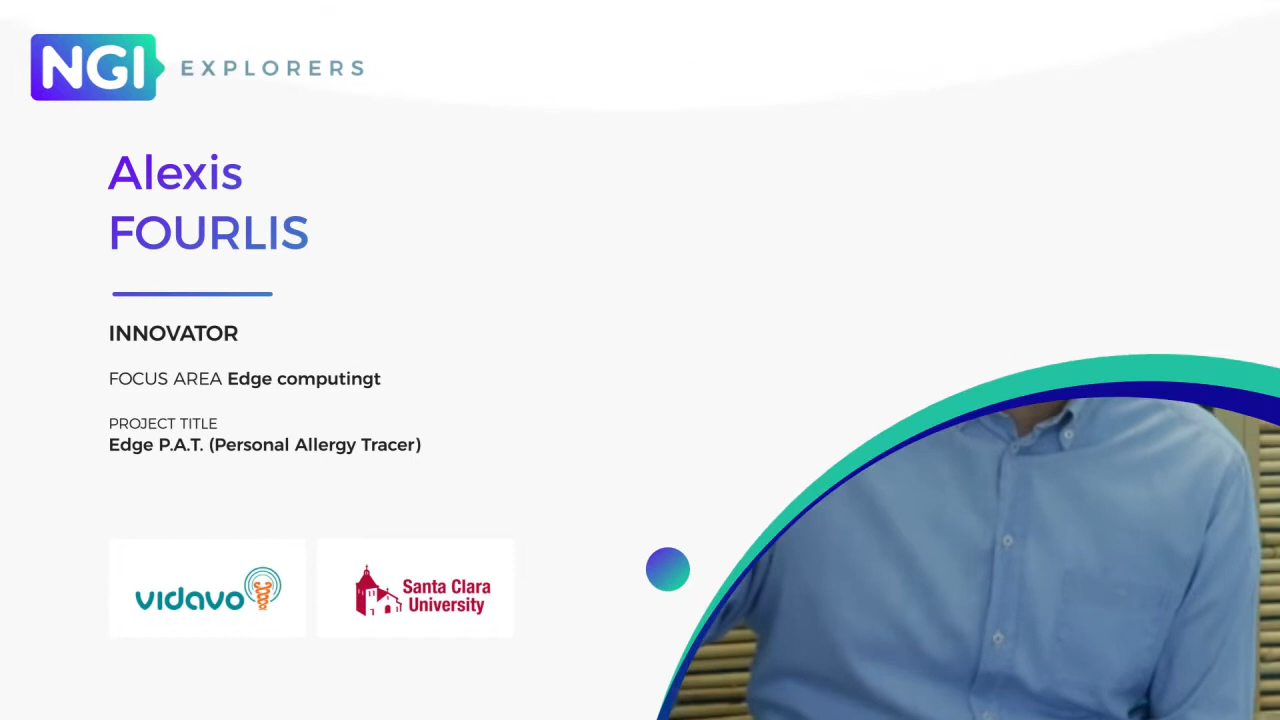 NGI EXPLORERS
Alexis
FOURLIS
INNOVATOR
FOCUS AREA Edge computingt
PROJECT TITLE
Edge P.A.T. (Personal Allergy Tracer)
vidavo
Santa Clara
University